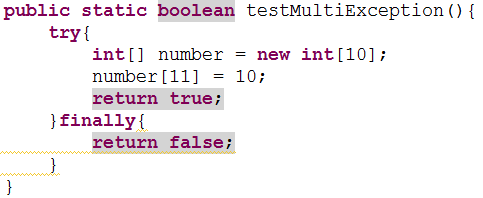 public static boolean testMultiException(){
    try{
        int[] number = new int[10];
        number[11] = 10;
        return true;
    }finally{
        return false;
    }
}